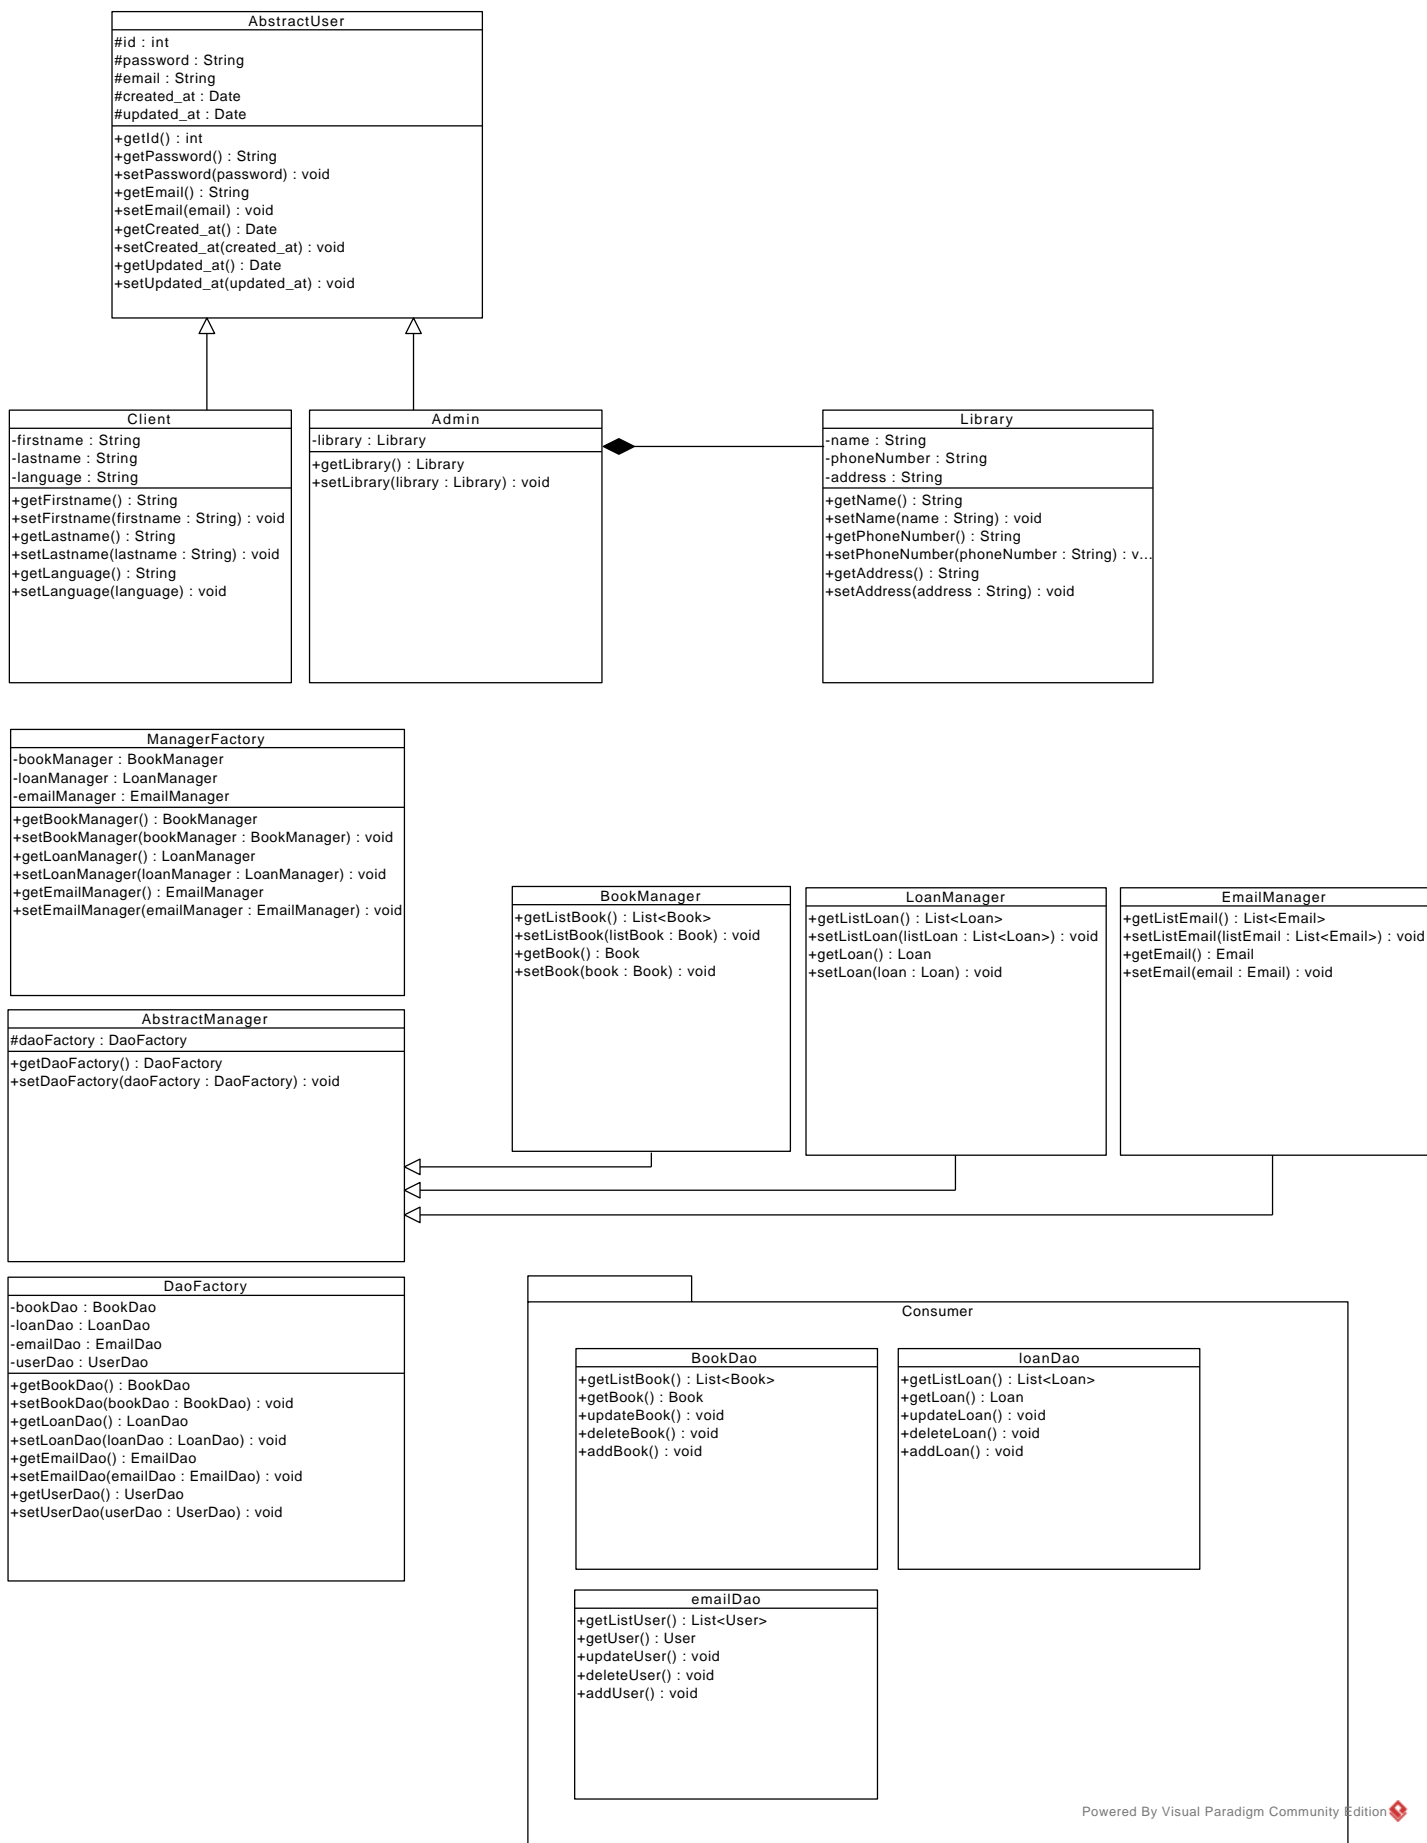 AbstractUser
#id : int
#password : String
#email : String
#created_at : Date
#updated_at : Date
+getId() : int
+getPassword() : String
+setPassword(password) : void
+getEmail() : String
+setEmail(email) : void
+getCreated_at() : Date
+setCreated_at(created_at) : void
+getUpdated_at() : Date
+setUpdated_at(updated_at) : void
Client
-firstname : String
-lastname : String
-language : String
+getFirstname() : String
+setFirstname(firstname : String) : void
+getLastname() : String
+setLastname(lastname : String) : void
+getLanguage() : String
+setLanguage(language) : void
Admin
-library : Library
+getLibrary() : Library
+setLibrary(library : Library) : void
Library
-name : String
-phoneNumber : String
-address : String
+getName() : String
+setName(name : String) : void
+getPhoneNumber() : String
+setPhoneNumber(phoneNumber : String) : v...
+getAddress() : String
+setAddress(address : String) : void
ManagerFactory
-bookManager : BookManager
-loanManager : LoanManager
-emailManager : EmailManager
+getBookManager() : BookManager
+setBookManager(bookManager : BookManager) : void
+getLoanManager() : LoanManager
+setLoanManager(loanManager : LoanManager) : void
+getEmailManager() : EmailManager
+setEmailManager(emailManager : EmailManager) : void
BookManager
+getListBook() : List<Book>
+setListBook(listBook : Book) : void
+getBook() : Book
+setBook(book : Book) : void
LoanManager
+getListLoan() : List<Loan>
+setListLoan(listLoan : List<Loan>) : void
+getLoan() : Loan
+setLoan(loan : Loan) : void
EmailManager
+getListEmail() : List<Email>
+setListEmail(listEmail : List<Email>) : void
+getEmail() : Email
+setEmail(email : Email) : void
AbstractManager
#daoFactory : DaoFactory
+getDaoFactory() : DaoFactory
+setDaoFactory(daoFactory : DaoFactory) : void
DaoFactory
-bookDao : BookDao
-loanDao : LoanDao
-emailDao : EmailDao
-userDao : UserDao
+getBookDao() : BookDao
+setBookDao(bookDao : BookDao) : void
+getLoanDao() : LoanDao
+setLoanDao(loanDao : LoanDao) : void
+getEmailDao() : EmailDao
+setEmailDao(emailDao : EmailDao) : void
+getUserDao() : UserDao
+setUserDao(userDao : UserDao) : void
Consumer
BookDao
+getListBook() : List<Book>
+getBook() : Book
+updateBook() : void
+deleteBook() : void
+addBook() : void
loanDao
+getListLoan() : List<Loan>
+getLoan() : Loan
+updateLoan() : void
+deleteLoan() : void
+addLoan() : void
emailDao
+getListUser() : List<User>
+getUser() : User
+updateUser() : void
+deleteUser() : void
+addUser() : void
Powered By Visual Paradigm Community Edition